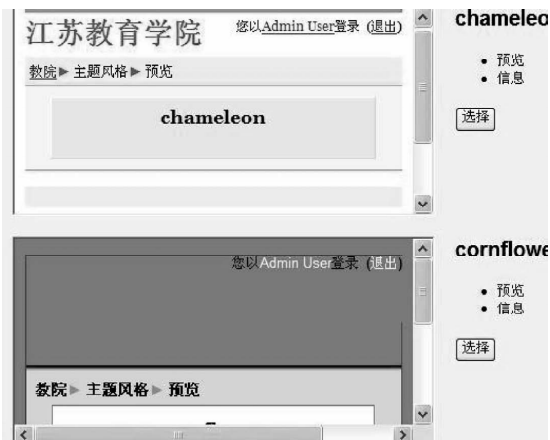 江苏教育学院
您以Admin User登录 (退出)
教院► 主题风格► 预览
chameleon
chameleo
• 预览
• 信息
选择
您以Admin User登录 (退出)
教院► 主题风格► 预览
cornflowe
• 预览
• 信息
选择